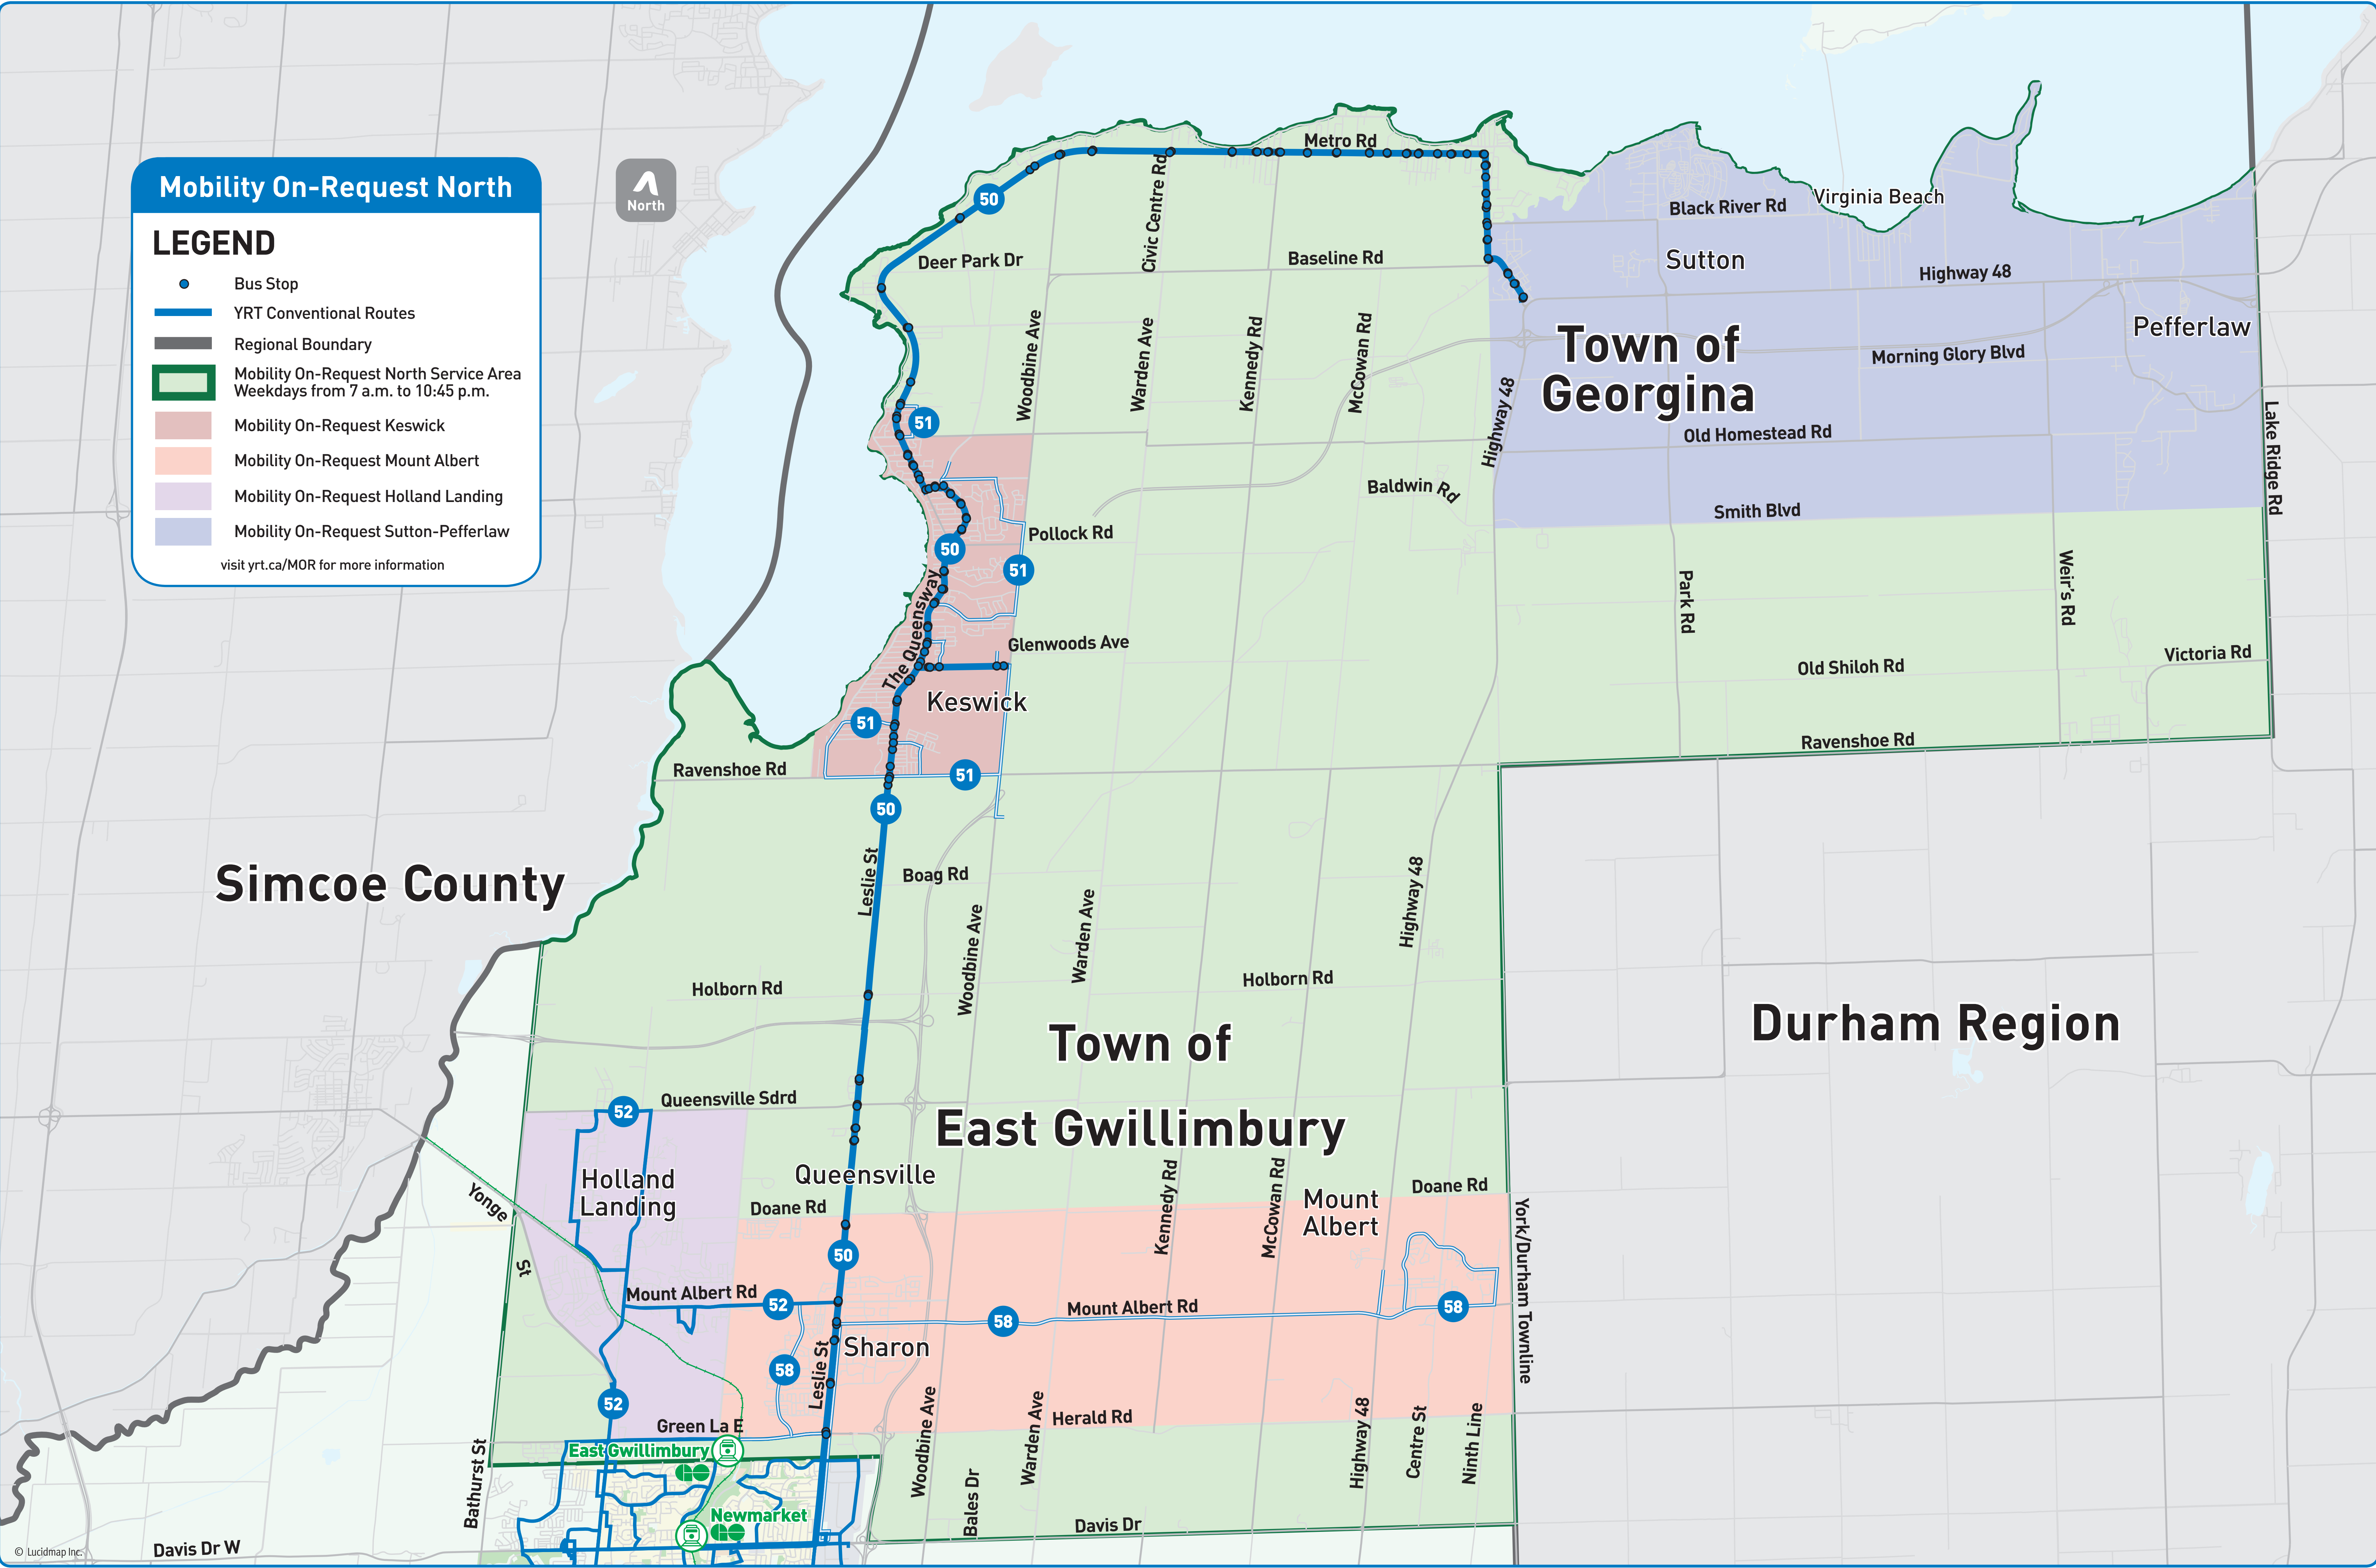 Mobility On-Request North
LEGEND
Bus Stop
YRT Conventional Routes
Regional Boundary
Mobility On-Request North Service Area
Weekdays from 7 a.m. to 10:45 p.m.
Mobility On-Request Keswick
Mobility On-Request Mount Albert
Mobility On-Request Holland Landing
Mobility On-Request Sutton-Pefferlaw
visit yrt.ca/MOR for more information
North
Metro Rd
50
Civic Centre Rd
Black River Rd
Virginia Beach
Deer Park Dr
Baseline Rd
Sutton
Highway 48
Pefferlaw
Town of
Georgina
Morning Glory Blvd
Woodbine Ave
Warden Ave
Kennedy Rd
McCowan Rd
Highway 48
Lake Ridge Rd
51
Old Homestead Rd
Baldwin Rd
Smith Blvd
Pollock Rd
50
51
Park Rd
Weir's Rd
The Queensway
Glenwoods Ave
Old Shiloh Rd
Victoria Rd
Keswick
51
Ravenshoe Rd
51
Ravenshoe Rd
50
Simcoe County
Leslie St
Boag Rd
Woodbine Ave
Warden Ave
Highway 48
Holborn Rd
Holborn Rd
Durham Region
Town of
East Gwillimbury
52
Queensville Sdrd
Holland
Landing
Queensville
Yonge
St
Doane Rd
Kennedy Rd
McCowan Rd
Mount
Albert
Doane Rd
York/Durham Townline
50
Mount Albert Rd
52
58
Mount Albert Rd
58
Sharon
58
Leslie St
52
Green La E
Herald Rd
East Gwillimbury
Bathurst St
Woodbine Ave
Bales Dr
Warden Ave
Highway 48
Centre St
Ninth Line
Newmarket
Davis Dr
Davis Dr W
© Lucidmap Inc.